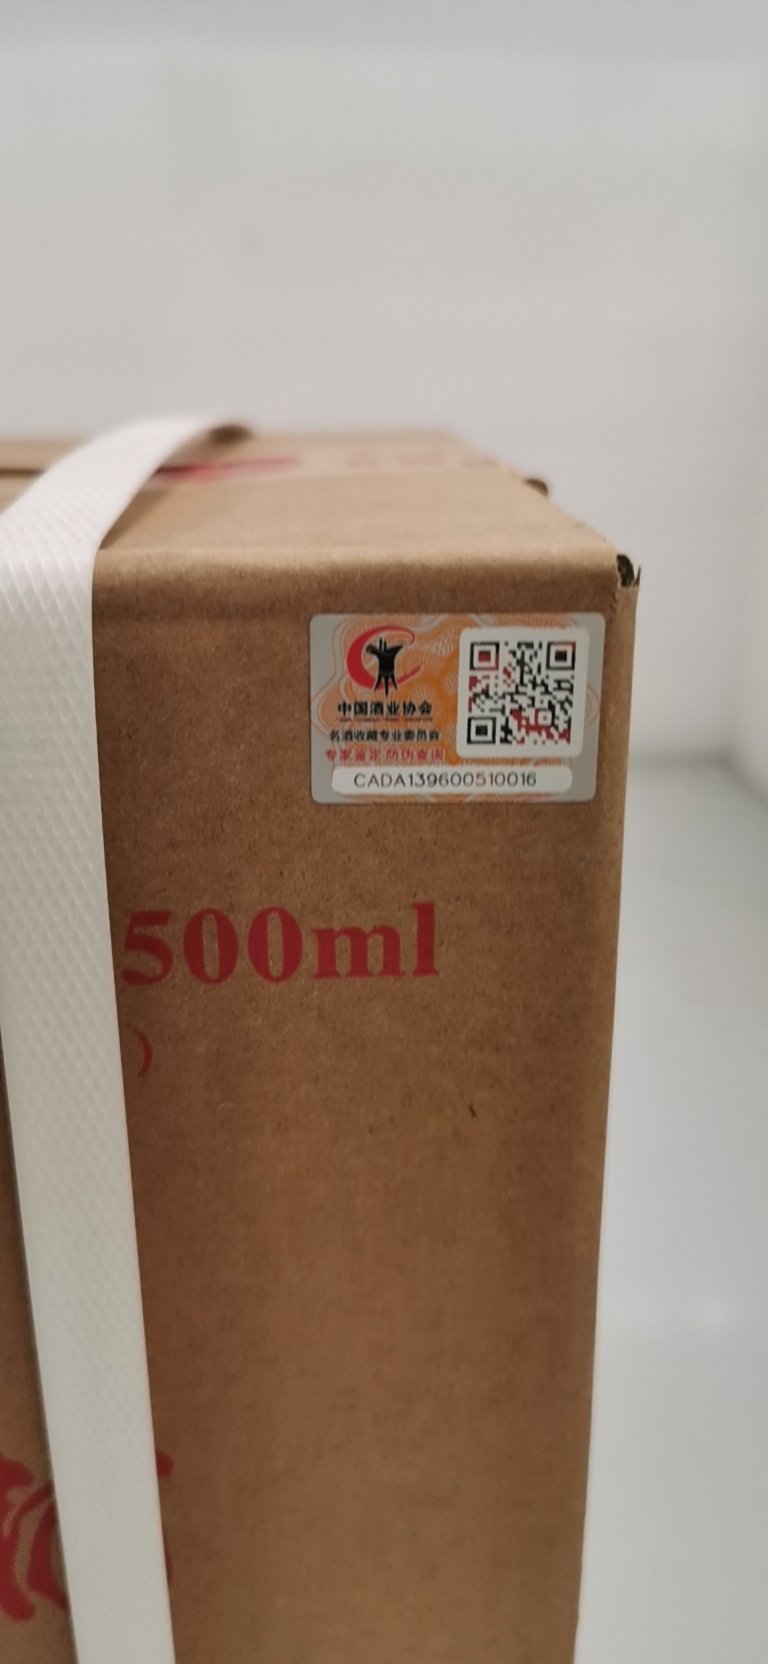 中国酒业协会
名酒收藏专业委员会
专家鉴定 防伪查询
CADA139600510016
500ml
)